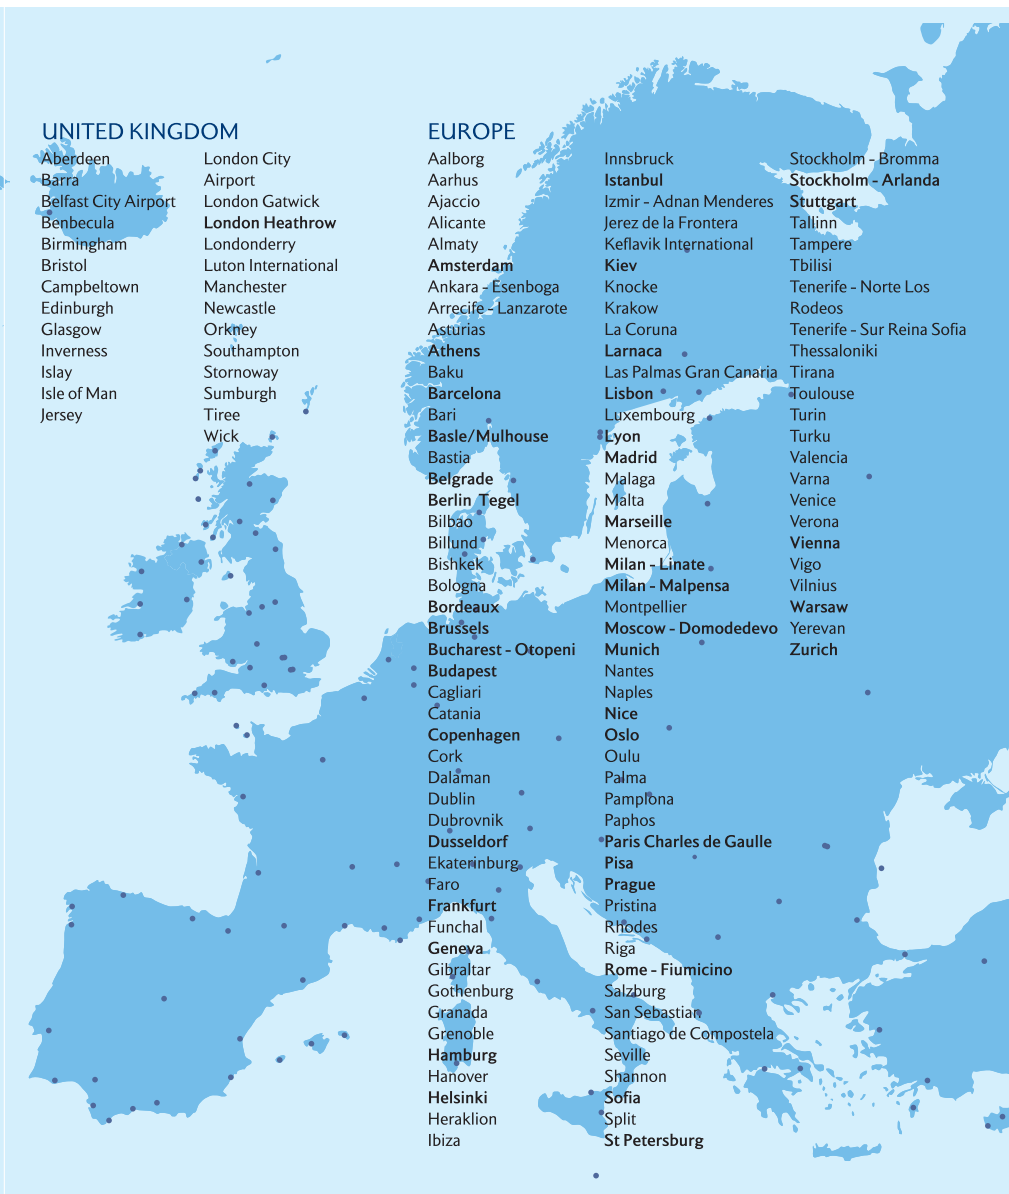 UNITED KINGDOM
Aberdeen
Barra
Belfast City Airport
Benbecula
Birmingham
Bristol
Campbeltown
Edinburgh
Glasgow
Inverness
Islay
Isle of Man
Jersey
London City
Airport
London Gatwick
London Heathrow
Londonderry
Luton International
Manchester
Newcastle
Orkney
Southampton
Stornoway
Sumburgh
Tiree
Wick
EUROPE
Aalborg
Aarhus
Ajaccio
Alicante
Almaty
Amsterdam
Ankara - Esenboga
Arrecife - Lanzarote
Asturias
Athens
Baku
Barcelona
Bari
Basle/Mulhouse
Bastia
Belgrade
Berlin Tegel
Bilbao
Billund
Bishkek
Bologna
Bordeaux
Brussels
Bucharest - Otopeni
Budapest
Cagliari
Catania
Copenhagen
Cork
Dalaman
Dublin
Dubrovnik
Dusseldorf
Ekaterinburg
Faro
Frankfurt
Funchal
Geneva
Gibraltar
Gothenburg
Granada
Grenoble
Hamburg
Hanover
Helsinki
Heraklion
Ibiza
Innsbruck
Istanbul
Izmir - Adnan Menderes
Jerez de la Frontera
Keflavik International
Kiev
Knocke
Krakow
La Coruna
Larnaca
Las Palmas Gran Canaria
Lisbon
Luxembourg
Lyon
Madrid
Malaga
Malta
Marseille
Menorca
Milan - Linate
Milan - Malpensa
Montpellier
Moscow - Domodedevo
Munich
Nantes
Naples
Nice
Oslo
Oulu
Palma
Pamplona
Paphos
Paris Charles de Gaulle
Pisa
Prague
Pristina
Rhodes
Riga
Rome - Fiumicino
Salzburg
San Sebastian
Santiago de Compostela
Seville
Shannon
Sofia
Split
St Petersburg
Stockholm - Bromma
Stockholm - Arlanda
Stuttgart
Tallinn
Tampere
Tbilisi
Tenerife - Norte Los
Rodeos
Tenerife - Sur Reina Sofia
Thessaloniki
Tirana
Toulouse
Turin
Turku
Valencia
Varna
Venice
Verona
Vienna
Vigo
Vilnius
Warsaw
Yerevan
Zurich